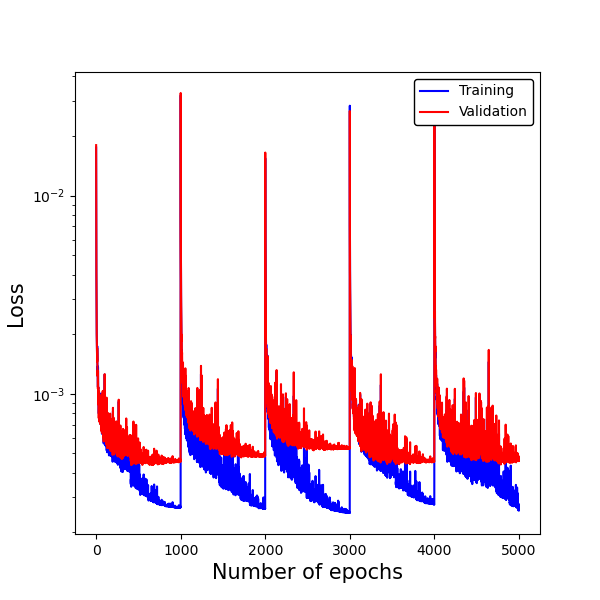 Training
Validation
10⁻²
10⁻³
Loss
0 1000 2000 3000 4000 5000
Number of epochs